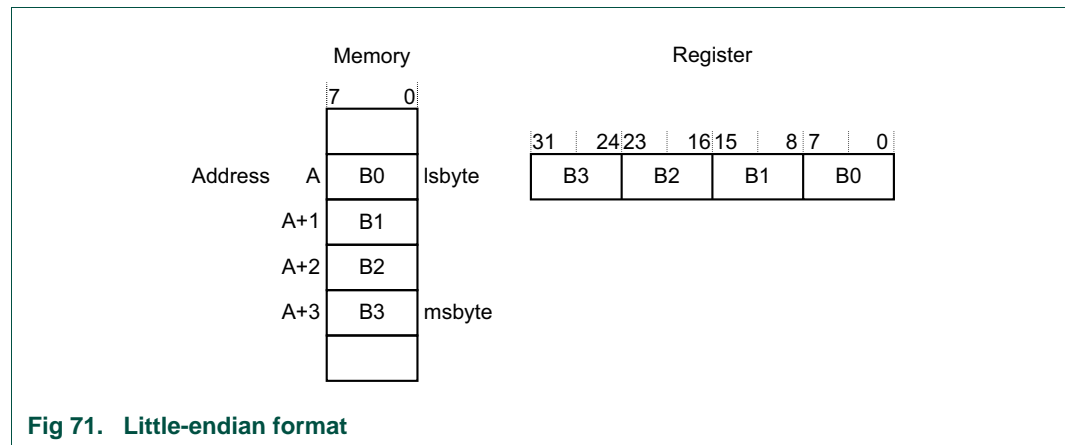 Memory
Register
7 0
31 24 23 16 15 8 7 0
Address A B0 lsbyte
B3 B2 B1 B0
A+1 B1
A+2 B2
A+3 B3 msbyte
Fig 71. Little-endian format